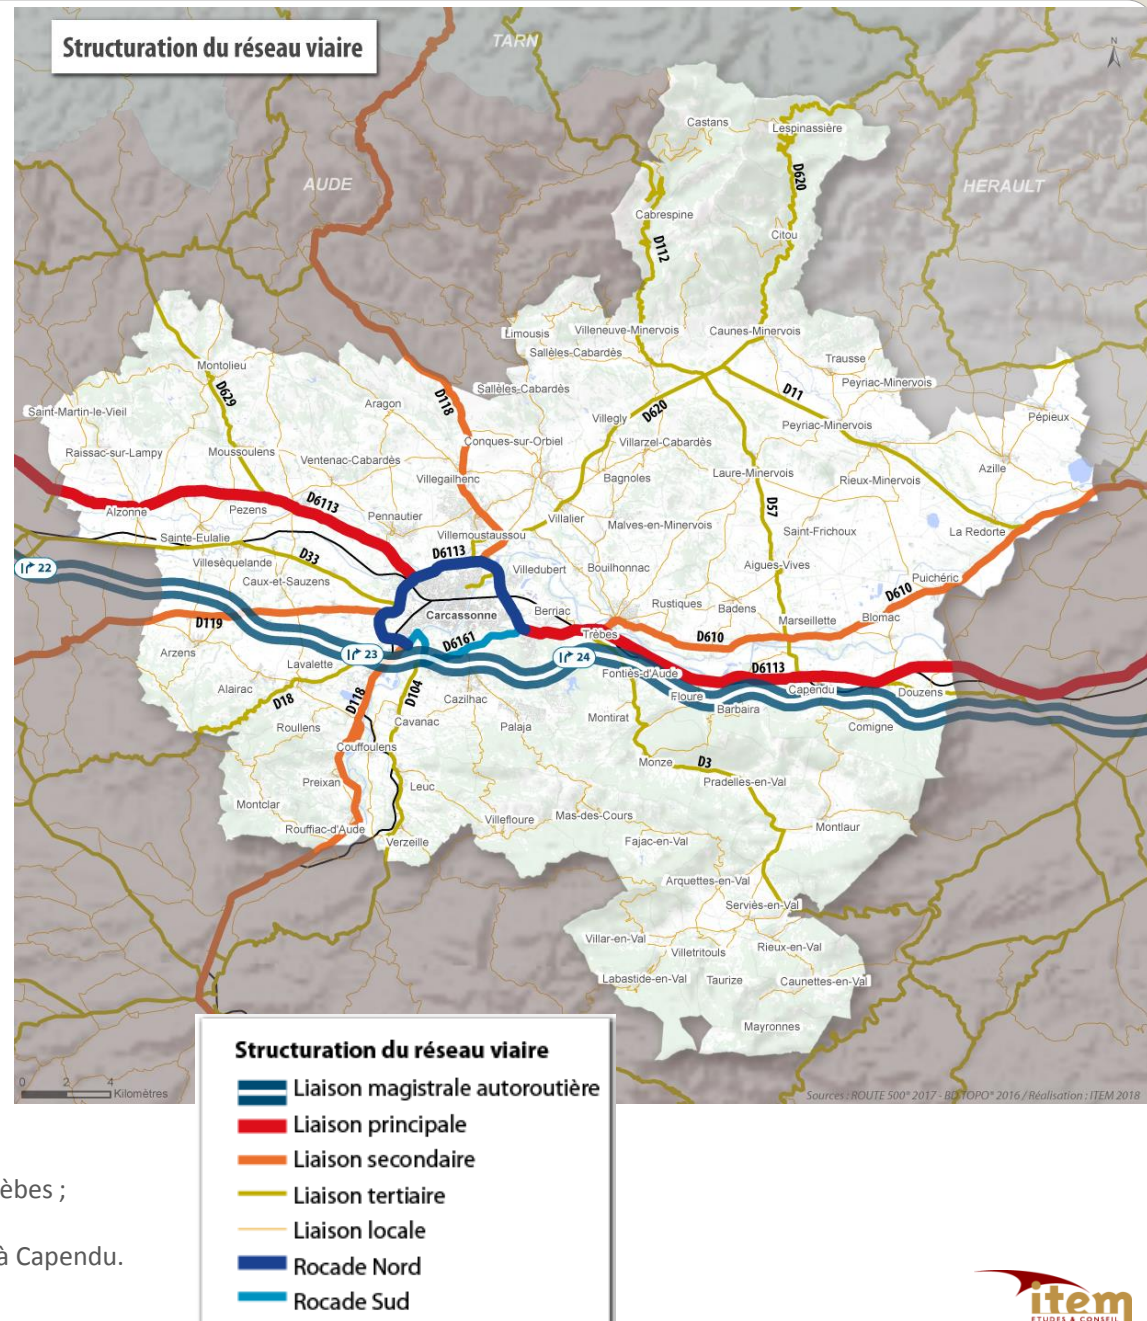 Structuration du réseau viaire
TARN
N
Castans
Lespinassière
AUDE
D620
HERAULT
Cabrespine
Citou
D112
Limousis
Villeneuve-Minervois
Caunes-Minervois
Sallèles-Cabardès
Trausse
Montolieu
Peyriac-Minervois
D629
D118
Sallèles-Cabardès
D11
Saint-Martin-le-Vieil
Aragon
Villegly
D620
Pépieux
Peyriac-Minervois
Raissac-sur-Lampy
Moussoulens
Conques-sur-Orbiel
Villarzel-Cabardès
Ventenac-Cabardès
Azille
Villegailhenc
Bagnoles
Laure-Minervois
Rieux-Minervois
D6113
Alzonne
Pezens
Pennautier
Villalier
D57
Malves-en-Minervois
Saint-Frichoux
La Redorte
Sainte-Eulalie
Villemoustaussou
D33
D6113
Villesèquelande
Villedubert
Bouilhonnac
Aigues-Vives
22
Caux-et-Sauzens
Puichéric
D610
Rustiques
Badens
Berriac
Carcassonne
Marseillette
Blomac
D119
Trèbes
D610
Arzens
D6161
23
24
Lavalette
Fontiès-d'Aude
D6113
Alairac
D118
D104
Floure
Capendu
Douzens
D18
Cazilhac
Barbaira
Roullens
Cavanac
Palaja
Montirat
Comigne
Couffoulens
Monze
D3
Preixan
Leuc
Pradelles-en-Val
Montclar
Villefloure
Mas-des-Cours
Rouffiac-d'Aude
Montlaur
Verzeille
Fajac-en-Val
Arquettes-en-Val
Serviès-en-Val
Villar-en-Val
Rieux-en-Val
Villetritouls
Labastide-en-Val
Taurize
Caunettes-en-Val
Mayronnes
0 2 4
Kilomètres
Sources : ROUTE 500® 2017 - BD TOPO® 2016 / Réalisation : ITEM 2018
Structuration du réseau viaire
Liaison magistrale autoroutière
Liaison principale
Liaison secondaire
Liaison tertiaire
Liaison locale
Rocade Nord
Rocade Sud
èbes ;
à Capendu.
item
ETUDES & CONSEIL